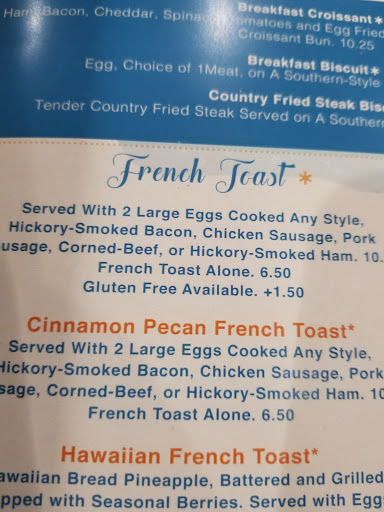 Breakfast Croissant*
Ham, Bacon, Cheddar, Spinach, Tomatoes and Egg Fried
Croissant Bun. 10.25
Breakfast Biscuit*
Egg, Choice of 1Meat, on A Southern-Style
Country Fried Steak Bis
Tender Country Fried Steak Served on A Southern
French Toast *
Served With 2 Large Eggs Cooked Any Style,
Hickory-Smoked Bacon, Chicken Sausage, Pork
usage, Corned-Beef, or Hickory-Smoked Ham. 10.
French Toast Alone. 6.50
Gluten Free Available. +1.50
Cinnamon Pecan French Toast*
Served With 2 Large Eggs Cooked Any Style,
Hickory-Smoked Bacon, Chicken Sausage, Pork
sage, Corned-Beef, or Hickory-Smoked Ham. 10
French Toast Alone. 6.50
Hawaiian French Toast*
awaiian Bread Pineapple, Battered and Grilled
pped with Seasonal Berries. Served with Eggs